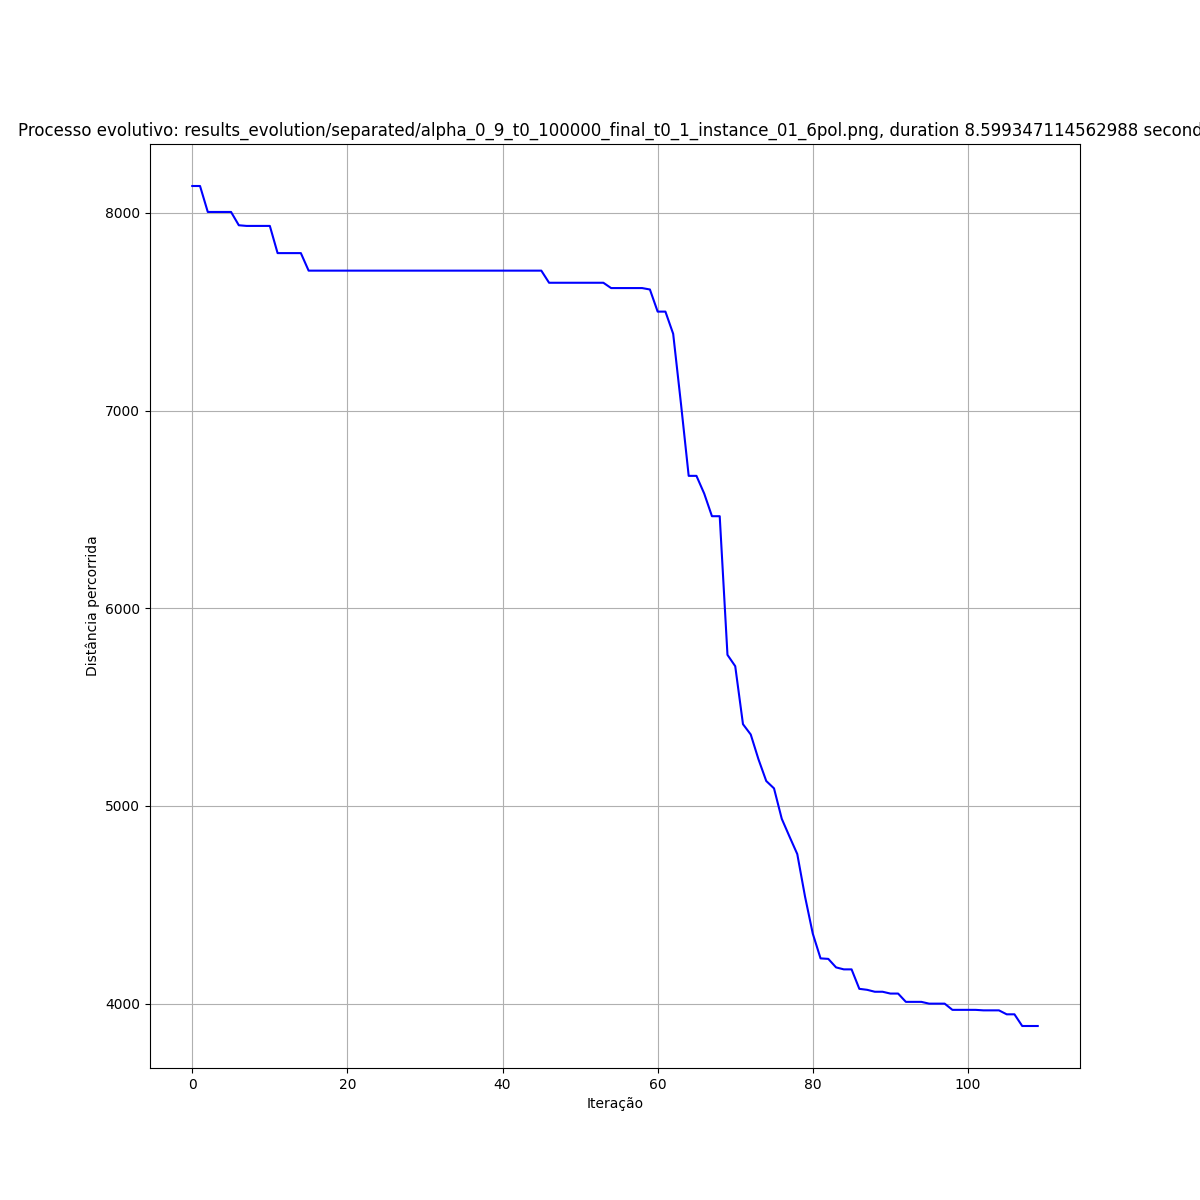 Processo evolutivo: results_evolution/separated/alpha_0_9_t0_100000_final_t0_1_instance_01_6pol.png, duration 8.599347114562988 second
8000
7000
6000
5000
4000
Distância percorrida
0 20 40 60 80 100
Iteração